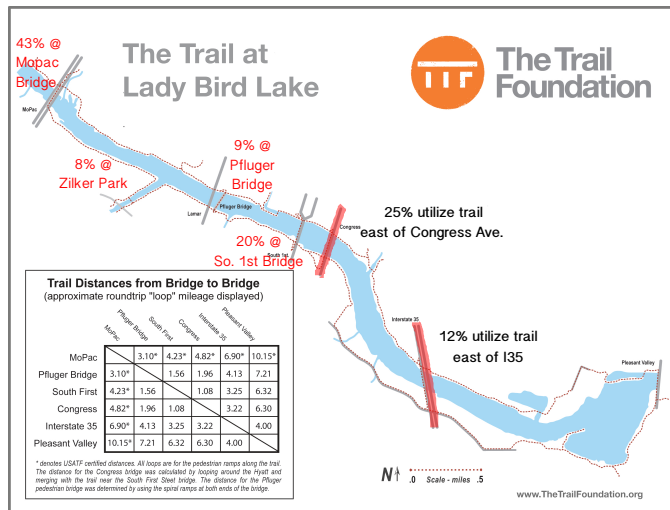 43% @
Mopac
Bridge
MoPac
The Trail at
Lady Bird Lake
TTF
The Trail
Foundation
8% @
Zilker Park
9% @
Pfluger
Bridge
Lamar
Pfluger Bridge
20% @
So. 1st Bridge
South 1st
Congress
25% utilize trail
east of Congress Ave.
Interstate 35
12% utilize trail
east of I35
Pleasant Valley
Trail Distances from Bridge to Bridge
(approximate roundtrip "loop" mileage displayed)
MoPac Pfluger Bridge South First Congress Interstate 35 Pleasant Valley
MoPac 3.10* 4.23* 4.82* 6.90* 10.15*
Pfluger Bridge 3.10* 1.56 1.96 4.13 7.21
South First 4.23* 1.56 1.08 3.25 6.32
Congress 4.82* 1.96 1.08 3.22 6.30
Interstate 35 6.90* 4.13 3.25 3.22 4.00
Pleasant Valley 10.15* 7.21 6.32 6.30 4.00
* denotes USATF certified distances. All loops are for the pedestrian ramps along the trail.
The distance for the Congress bridge was calculated by looping around the Hyatt and
merging with the trail near the South First Steet bridge. The distance for the Pfluger
pedestrian bridge was determined by using the spiral ramps at both ends of the bridge.
N .0 Scale - miles .5
www.TheTrailFoundation.org